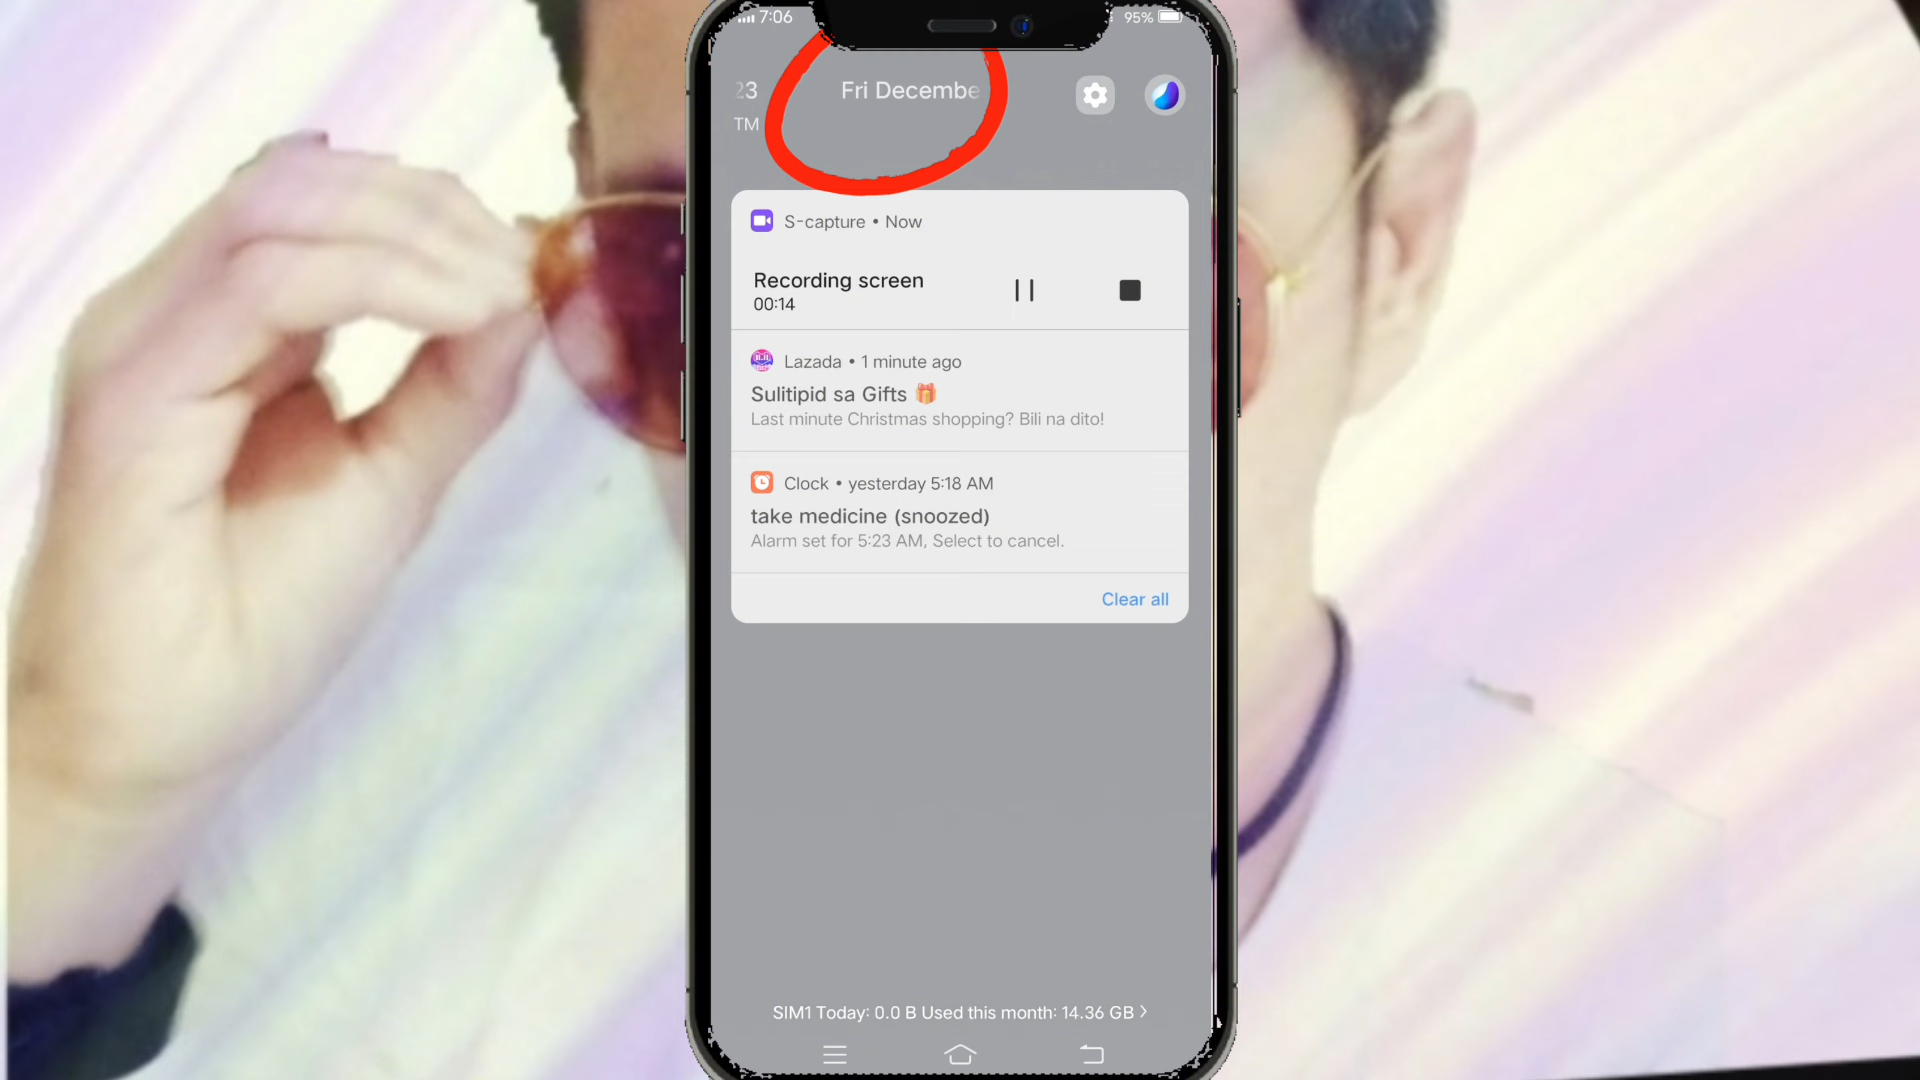 7:06
95%
23
Fri Decembe
TM
S-capture • Now
Recording screen
00:14
Lazada • 1 minute ago
Sulitipid sa Gifts 🎁
Last minute Christmas shopping? Bili na dito!
Clock • yesterday 5:18 AM
take medicine (snoozed)
Alarm set for 5:23 AM, Select to cancel.
Clear all
SIM1 Today: 0.0 B Used this month: 14.36 GB >